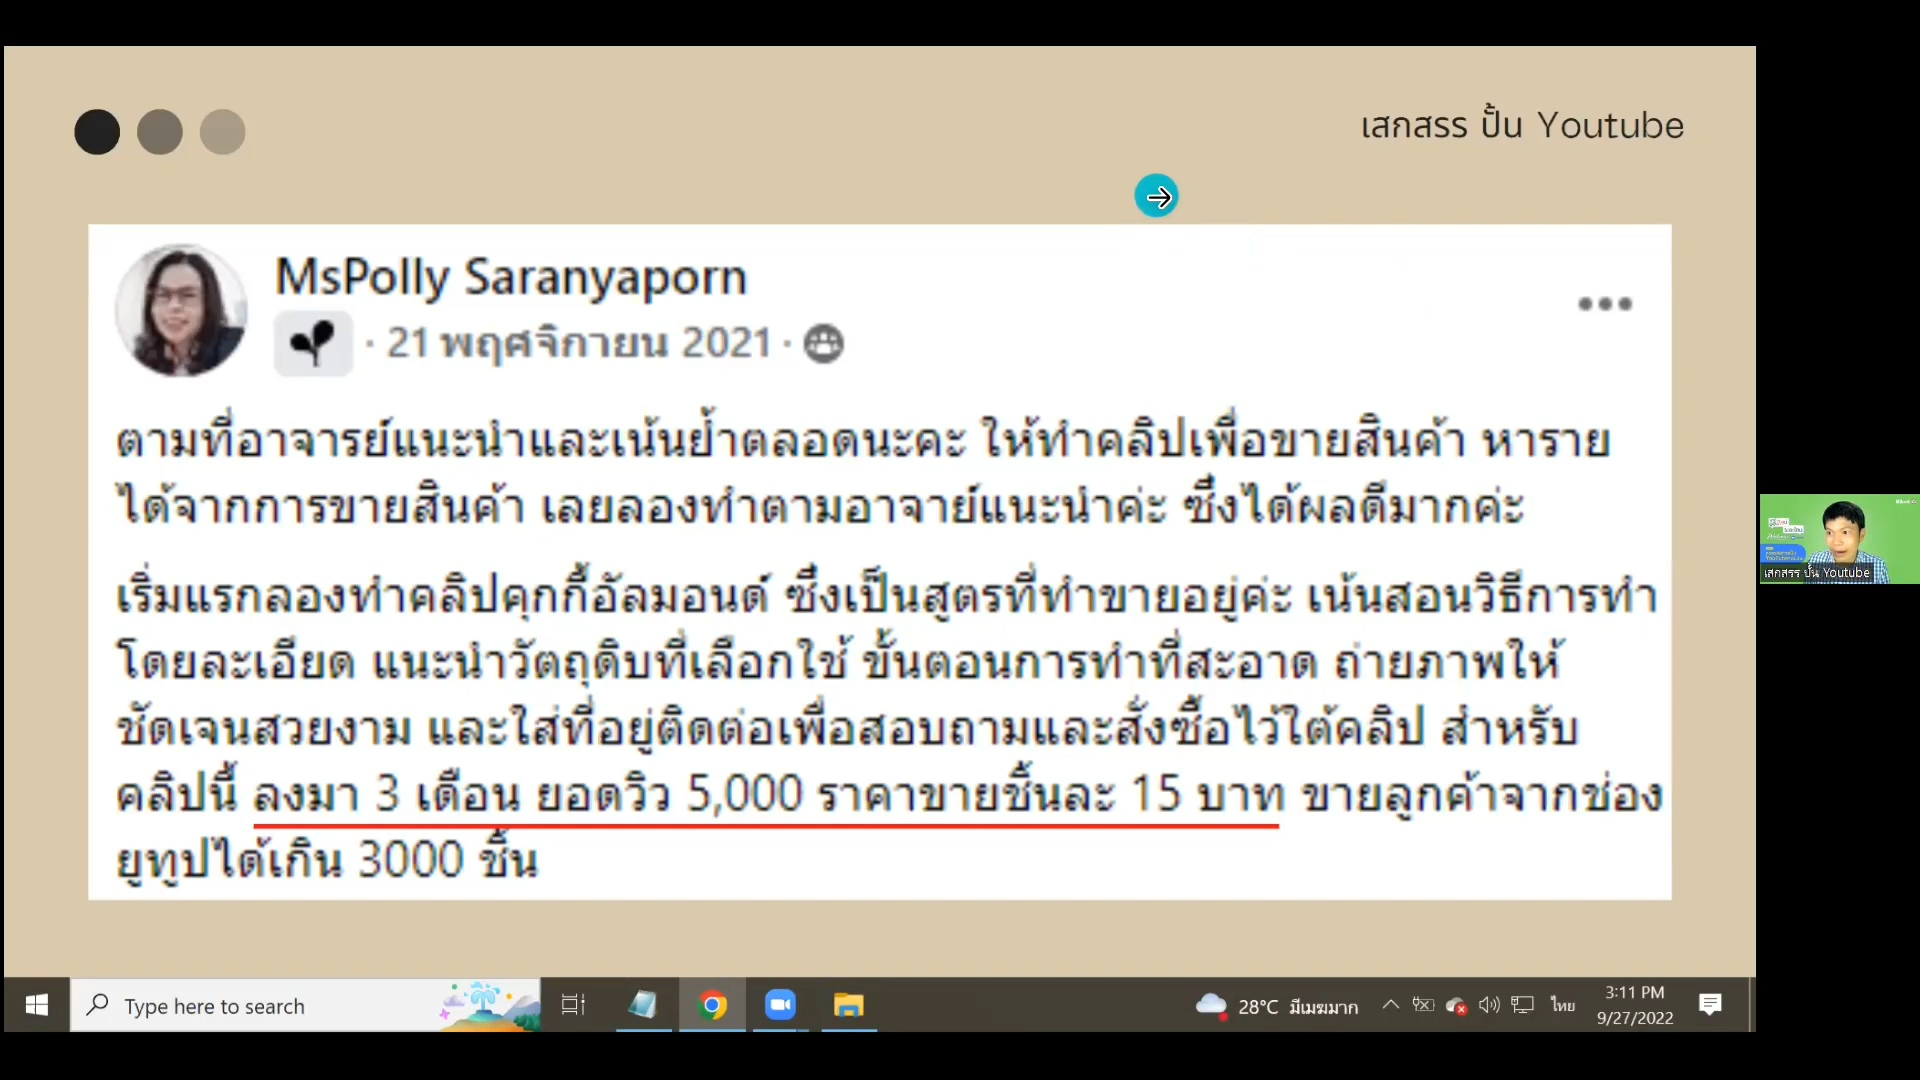 เสกสรร ปั้น Youtube
MsPolly Saranyaporn
· 21 พฤศจิกายน 2021 ·
ตามที่อาจารย์แนะนำและเน้นย้ำตลอดนะคะ ให้ทำคลิปเพื่อขายสินค้า หาราย
ได้จากการขายสินค้า เลยลองทำตามอาจาย์แนะนำค่ะ ซึ่งได้ผลดีมากค่ะ
เริ่มแรกลองทำคลิปคุกกี้อัลมอนด์ ซึ่งเป็นสูตรที่ทำขายอยู่ค่ะ เน้นสอนวิธีการทำ
โดยละเอียด แนะนำวัตถุดิบที่เลือกใช้ ขั้นตอนการทำที่สะอาด ถ่ายภาพให้
ชัดเจนสวยงาม และใส่ที่อยู่ติดต่อเพื่อสอบถามและสั่งซื้อไว้ใต้คลิป สำหรับ
คลิปนี้ ลงมา 3 เดือน ยอดวิว 5,000 ราคาขายชิ้นละ 15 บาท ขายลูกค้าจากช่อง
ยูทูปได้เกิน 3000 ชิ้น
เสกสรร ปั้น Youtube
Type here to search
28°C มีเมฆมาก
ไทย
3:11 PM
9/27/2022